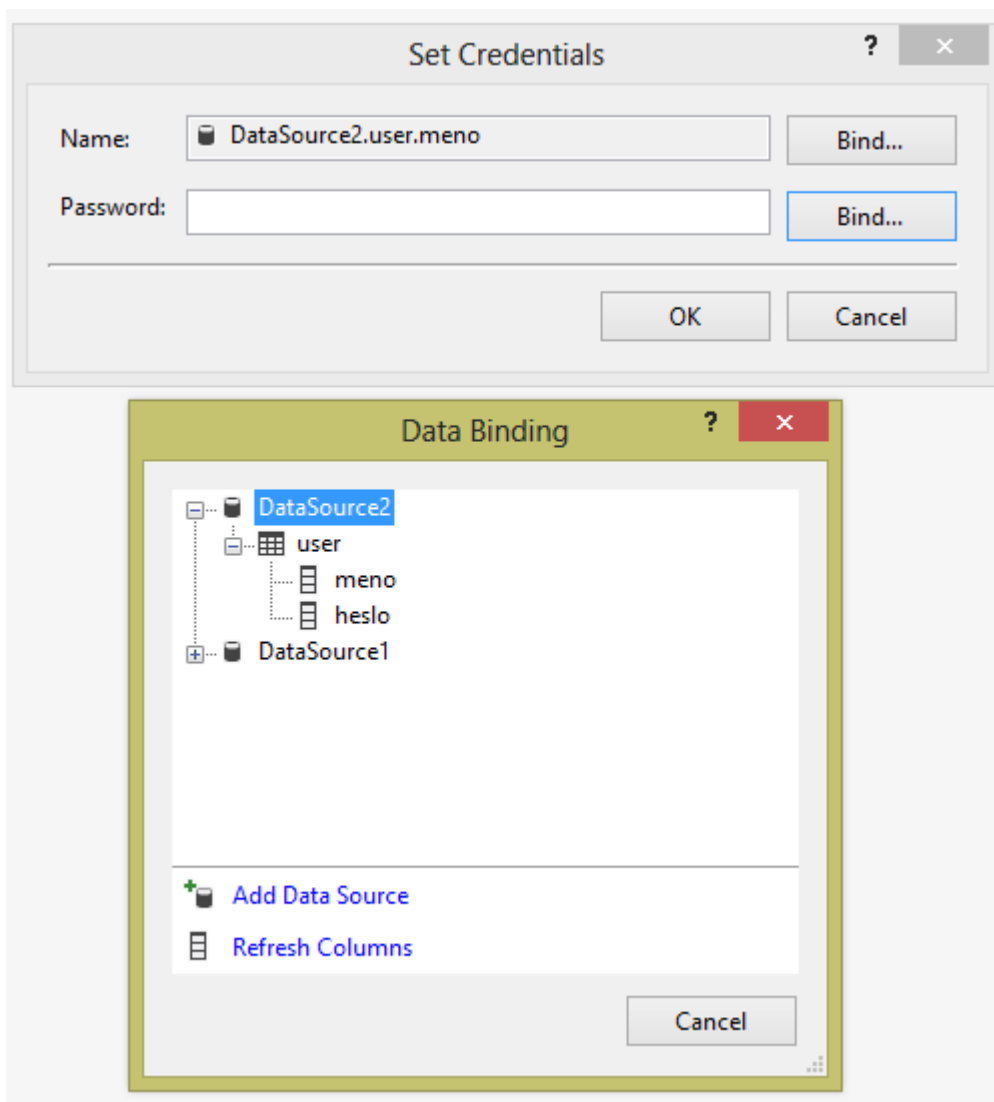 Set Credentials ?
Name: DataSource2.user.meno Bind...
Password: Bind...
OK Cancel
Data Binding ?
DataSource2
user
meno
heslo
DataSource1
Add Data Source
Refresh Columns
Cancel